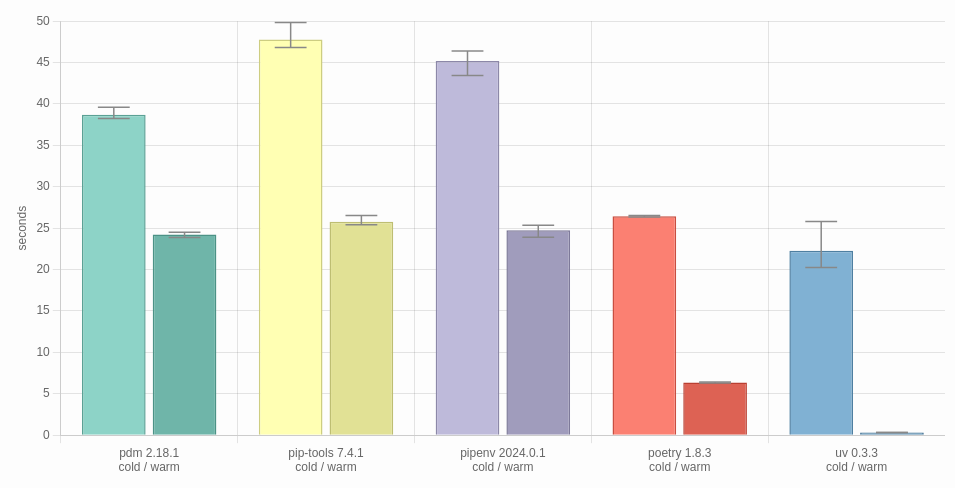 50
45
40
35
30
25
20
15
10
5
0
seconds
pdm 2.18.1
cold / warm
pip-tools 7.4.1
cold / warm
pipenv 2024.0.1
cold / warm
poetry 1.8.3
cold / warm
uv 0.3.3
cold / warm